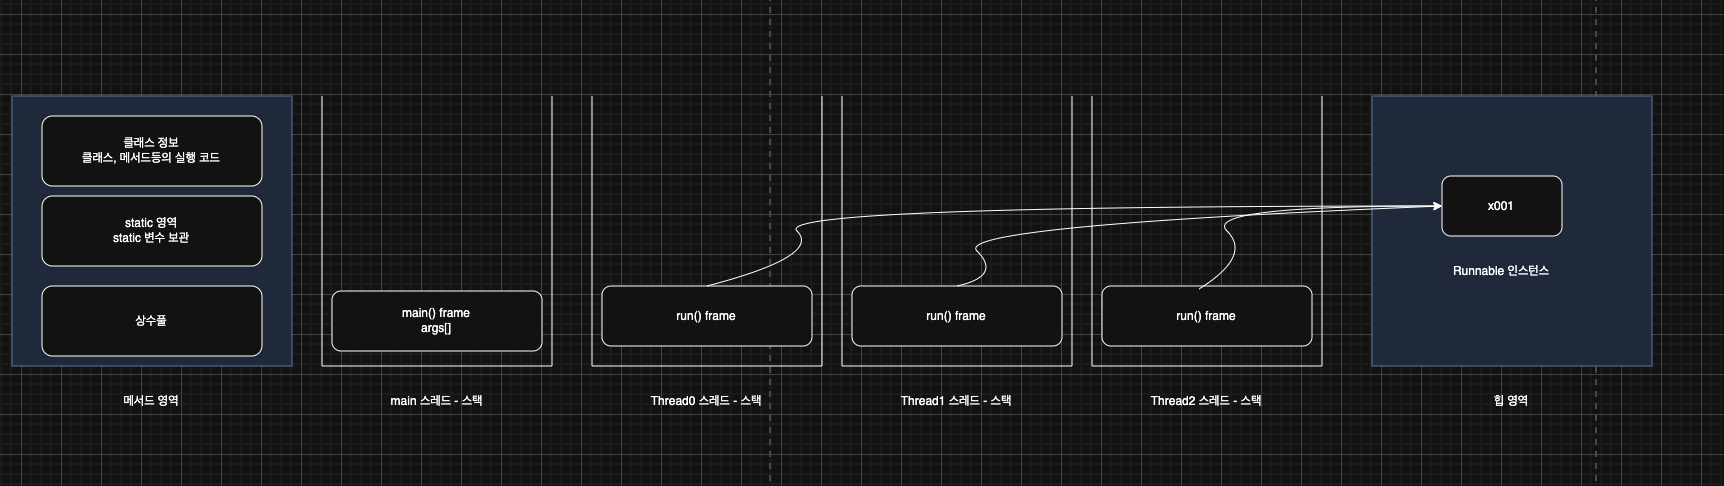 클래스 정보
클래스, 메서드등의 실행 코드
static 영역
static 변수 보관
상수풀
메서드 영역
main() frame
args[]
main 스레드 - 스택
run() frame
Thread0 스레드 - 스택
run() frame
Thread1 스레드 - 스택
run() frame
Thread2 스레드 - 스택
x001
Runnable 인스턴스
힙 영역